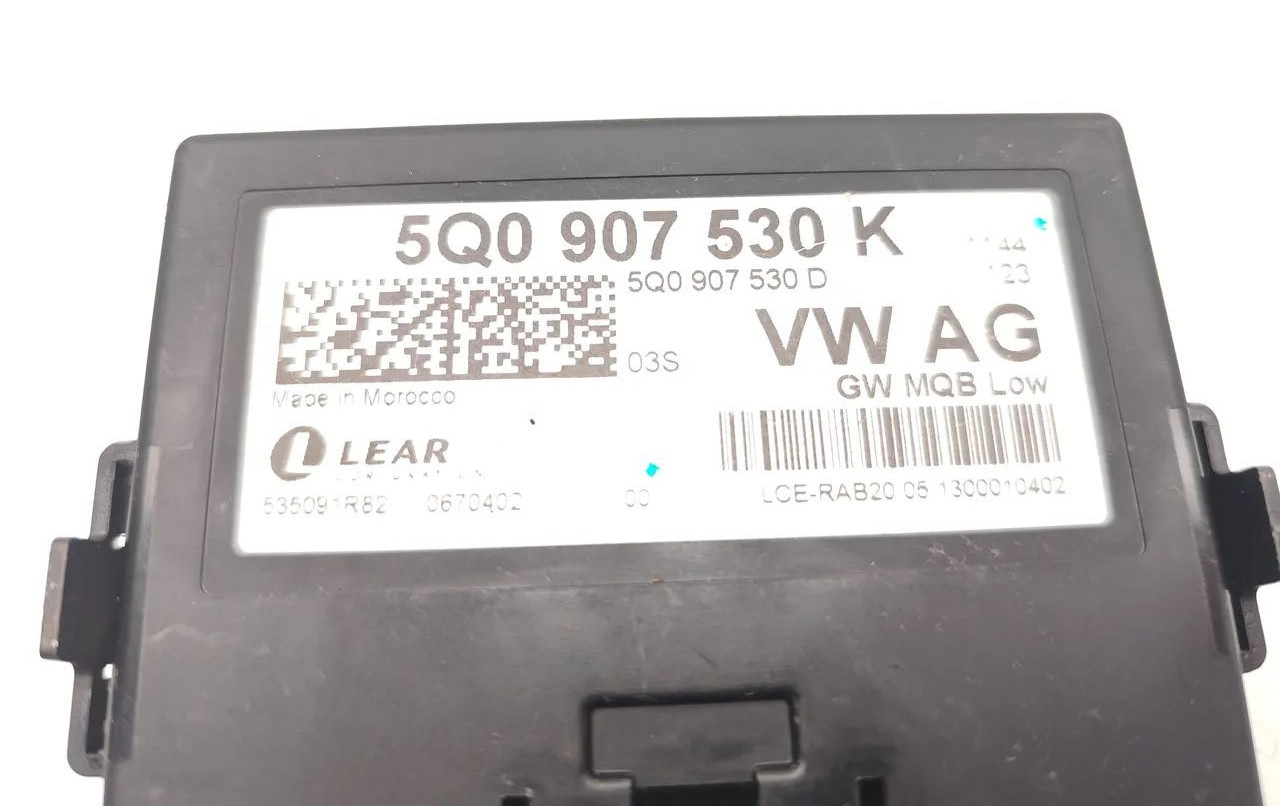 5Q0 907 530 K 1144
5Q0 907 530 D 123
03S VW AG
GW MQB Low
Made in Morocco
LEAR
CORPORATION
535091R82 0670402 00 LCE-RAB20 05 1300010402